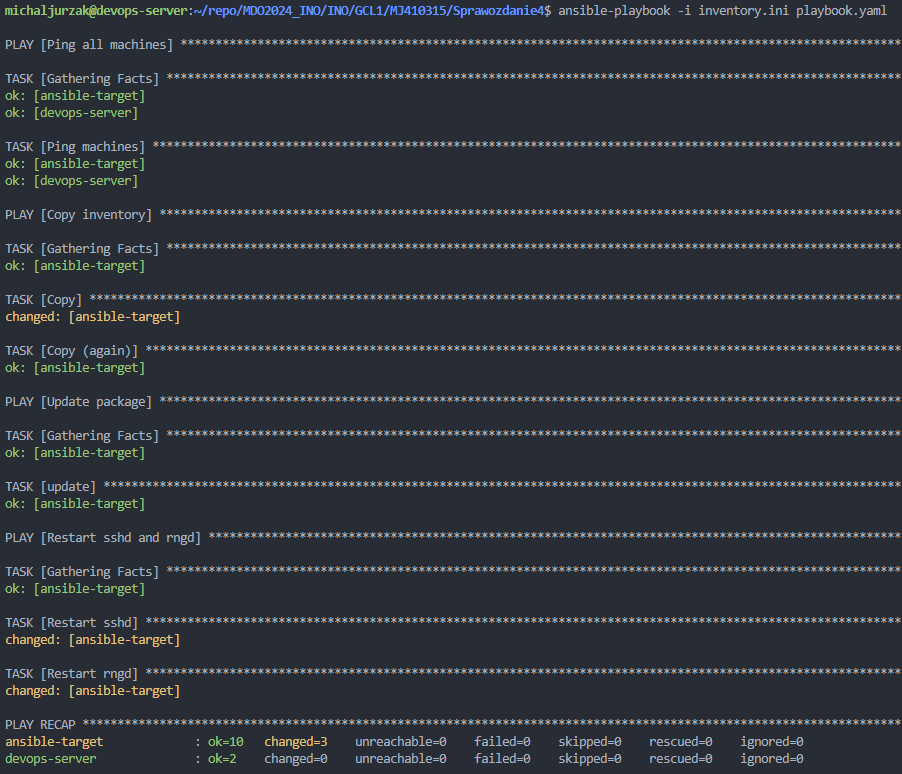 michaljurzak@devops-server:~/repo/MDO2024_INO/INO/GCL1/MJ410315/Sprawozdanie4$ ansible-playbook -i inventory.ini playbook.yaml
PLAY [Ping all machines] *********************************************************************************************************
TASK [Gathering Facts] *********************************************************************************************************
ok: [ansible-target]
ok: [devops-server]
TASK [Ping machines] ***********************************************************************************************************
ok: [ansible-target]
ok: [devops-server]
PLAY [Copy inventory] **********************************************************************************************************
TASK [Gathering Facts] *********************************************************************************************************
ok: [ansible-target]
TASK [Copy] ********************************************************************************************************************
changed: [ansible-target]
TASK [Copy (again)] ************************************************************************************************************
ok: [ansible-target]
PLAY [Update package] **********************************************************************************************************
TASK [Gathering Facts] *********************************************************************************************************
ok: [ansible-target]
TASK [update] ******************************************************************************************************************
ok: [ansible-target]
PLAY [Restart sshd and rngd] ***************************************************************************************************
TASK [Gathering Facts] *********************************************************************************************************
ok: [ansible-target]
TASK [Restart sshd] ************************************************************************************************************
changed: [ansible-target]
TASK [Restart rngd] ************************************************************************************************************
changed: [ansible-target]
PLAY RECAP *********************************************************************************************************************
ansible-target : ok=10 changed=3 unreachable=0 failed=0 skipped=0 rescued=0 ignored=0
devops-server : ok=2 changed=0 unreachable=0 failed=0 skipped=0 rescued=0 ignored=0